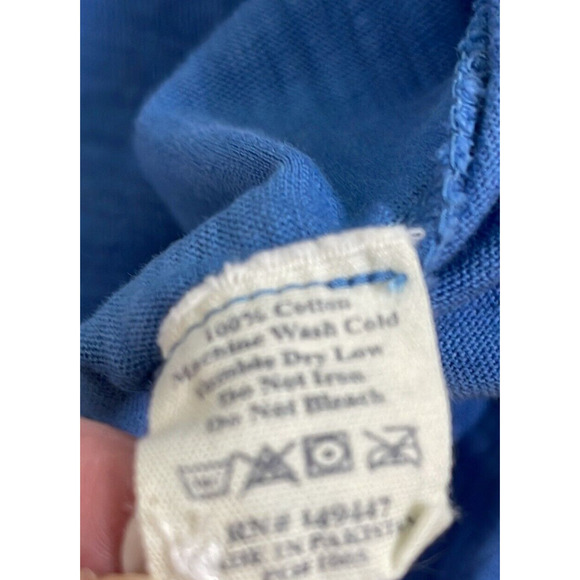 100% Cotton
Machine Wash Cold
Tumble Dry Low
Do Not Iron
Do Not Bleach
RN# 149447
MADE IN PAKISTAN